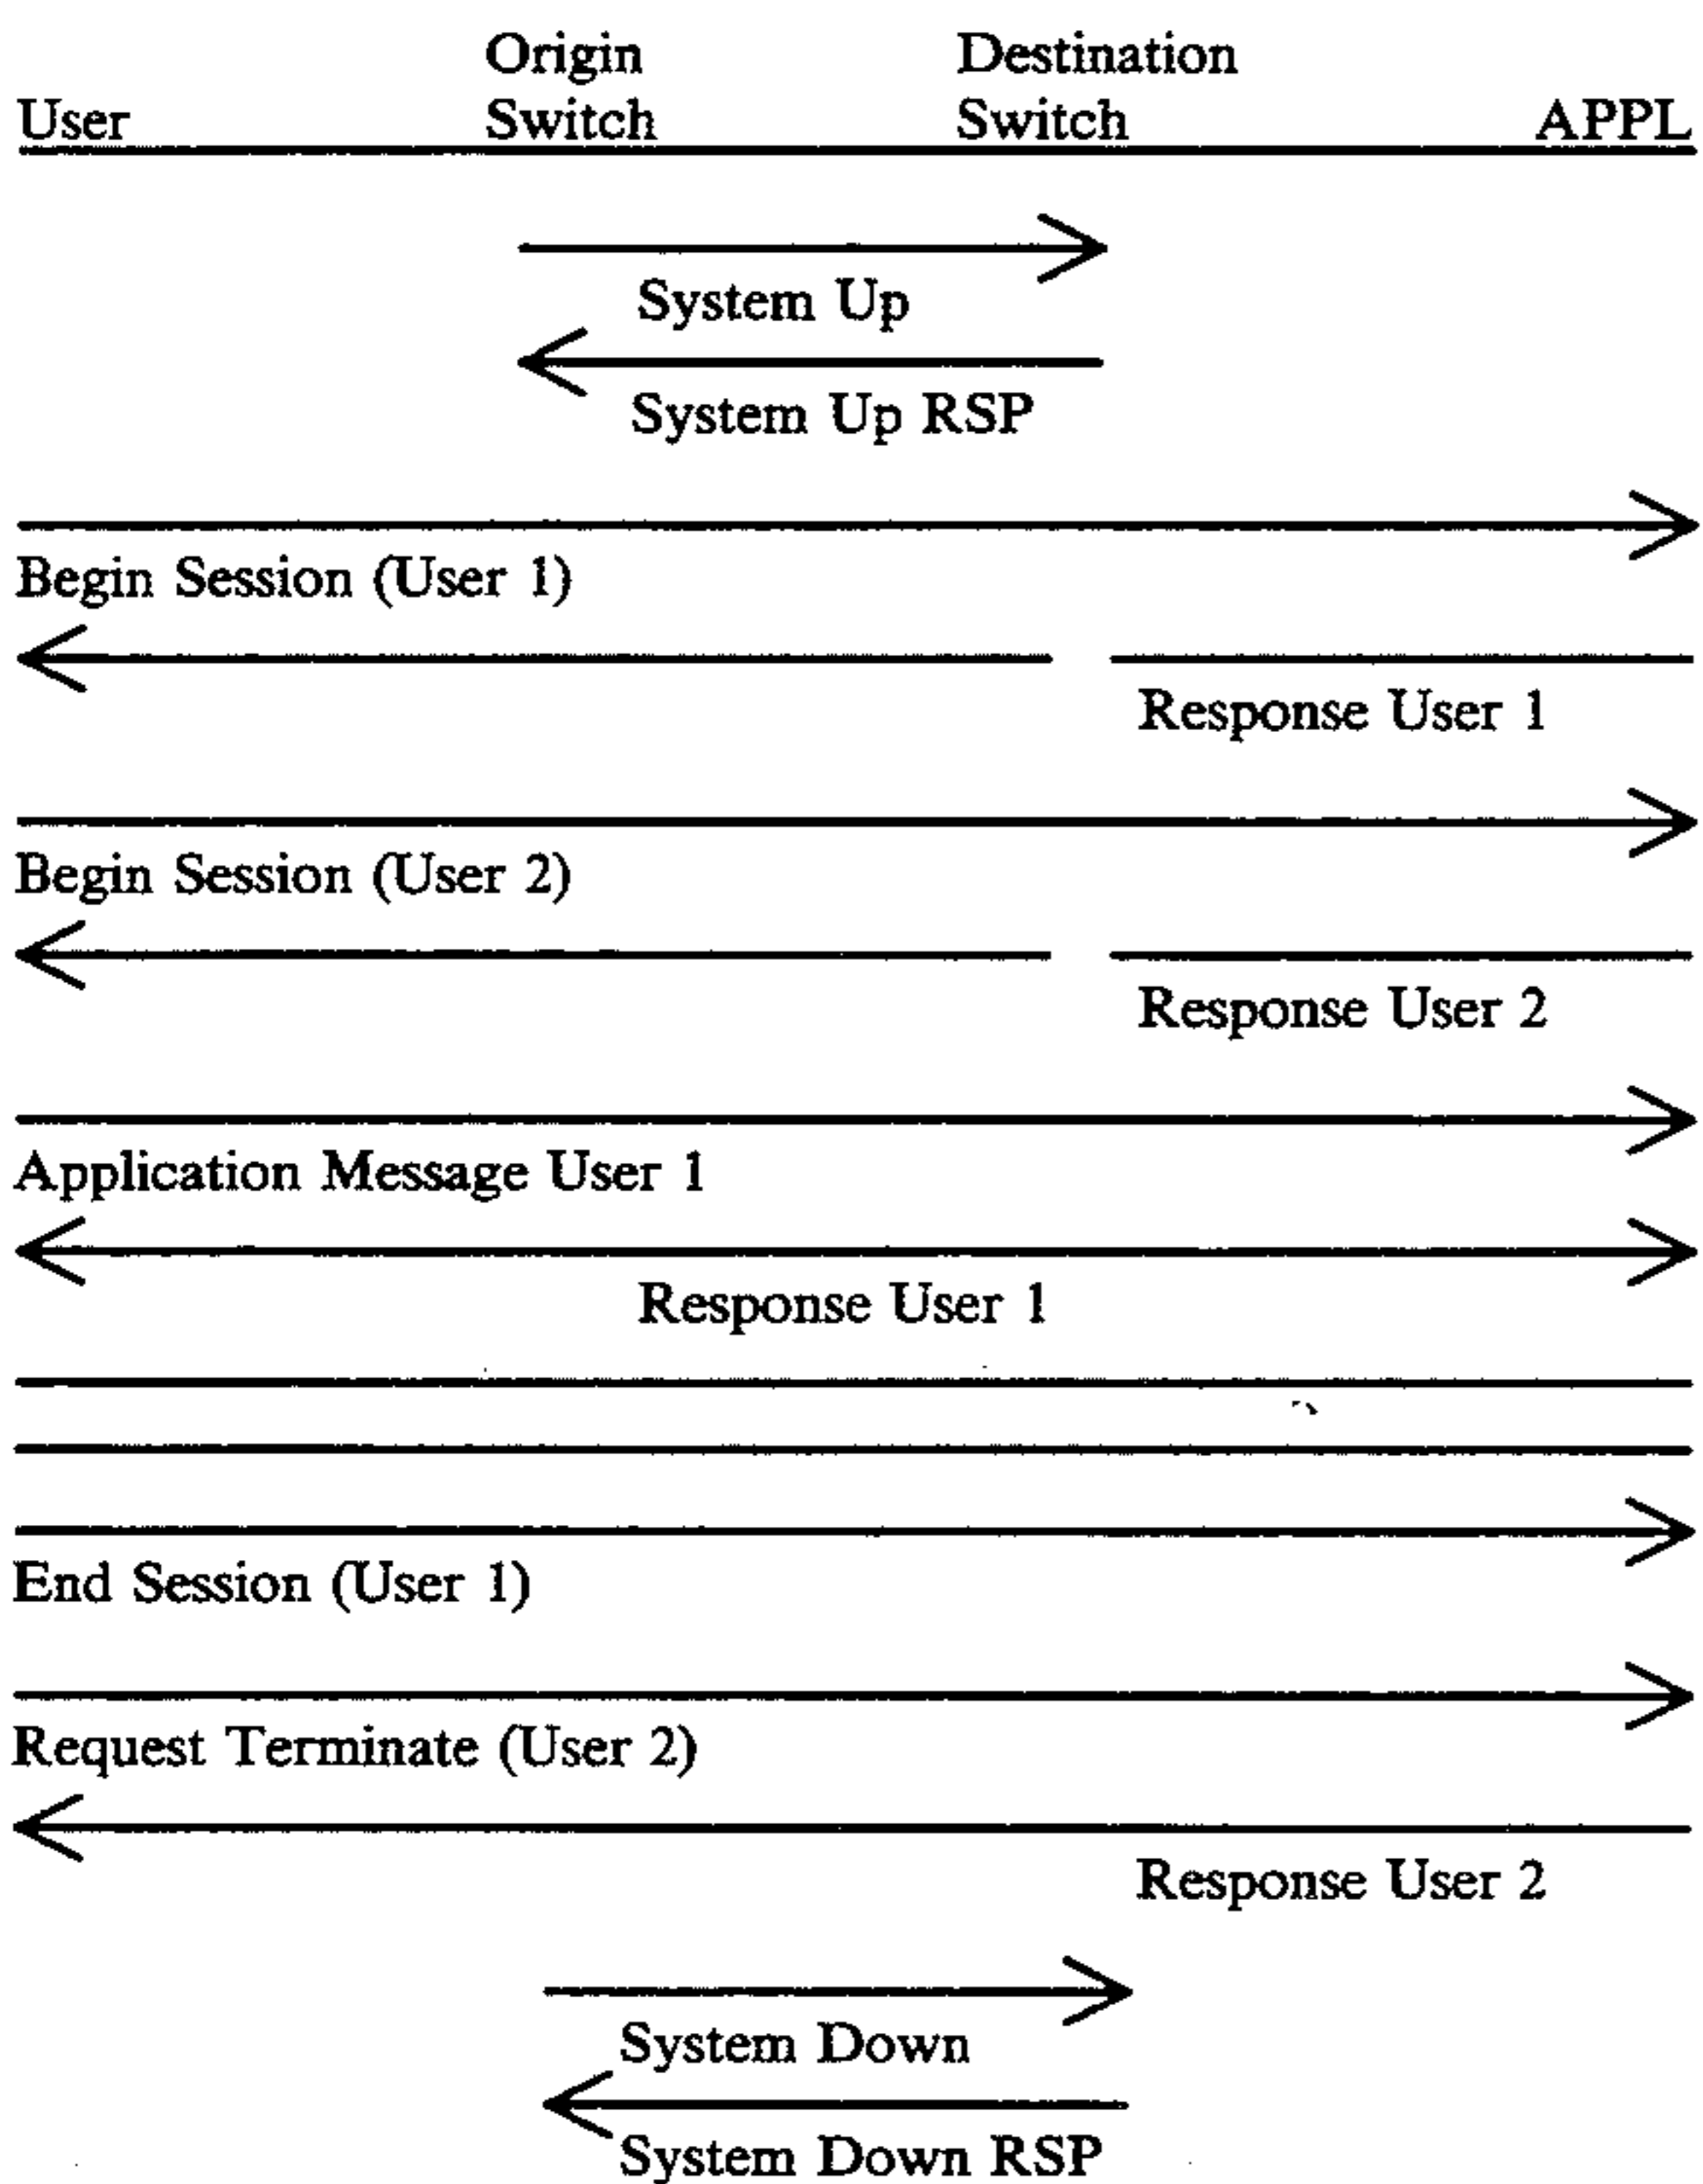 Origin Destination
User Switch Switch APPL
System Up
System Up RSP
Begin Session (User 1)
Response User 1
Begin Session (User 2)
Response User 2
Application Message User 1
Response User 1
End Session (User 1)
Request Terminate (User 2)
Response User 2
System Down
System Down RSP